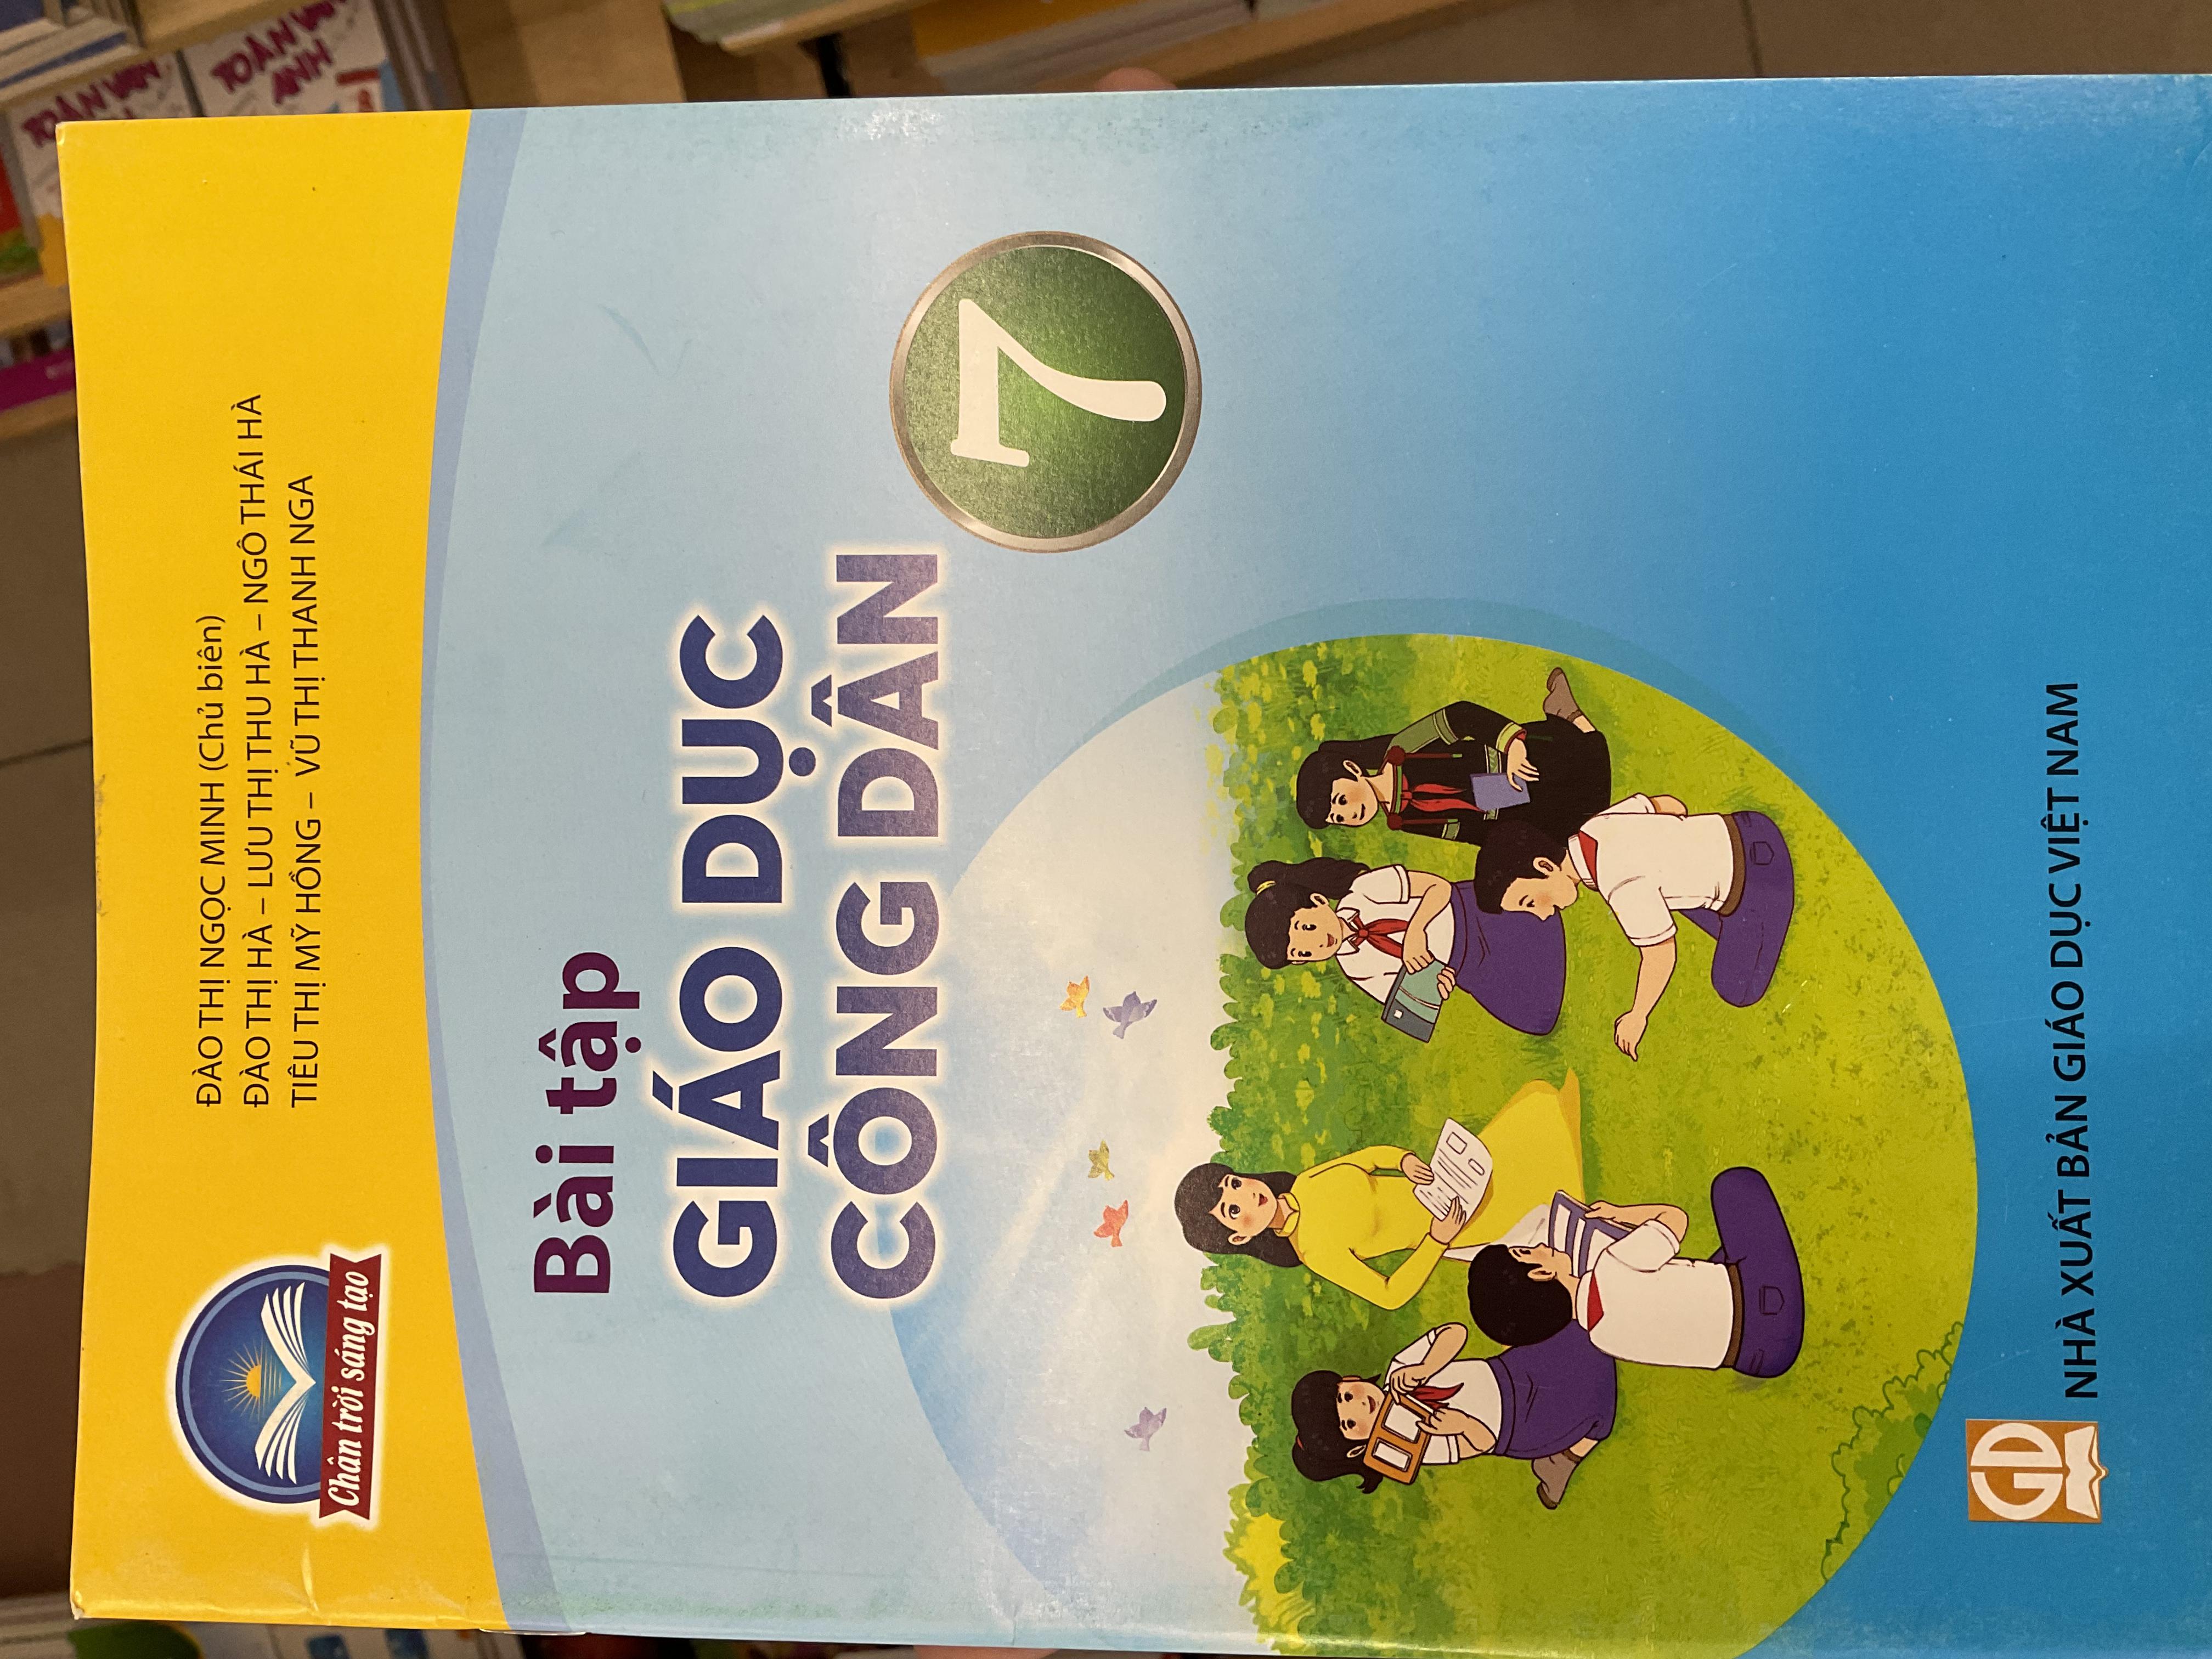 Chân trời sáng tạo
ĐÀO THỊ NGỌC MINH (Chủ biên)
ĐÀO THỊ HÀ – LƯU THỊ THU HÀ – NGÔ THÁI HÀ
TIÊU THỊ MỸ HỒNG – VŨ THỊ THANH NGA
Bài tập
GIÁO DỤC
CÔNG DÂN
7
GD
NHÀ XUẤT BẢN GIÁO DỤC VIỆT NAM